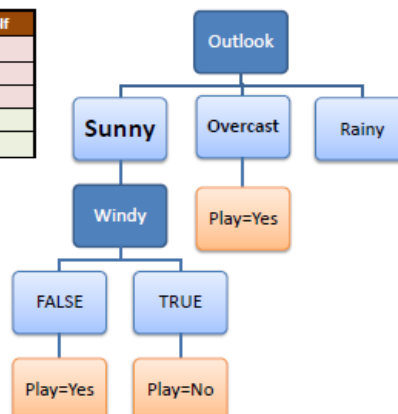 Outlook
Sunny
Overcast
Rainy
Windy
Play=Yes
FALSE
TRUE
Play=Yes
Play=No